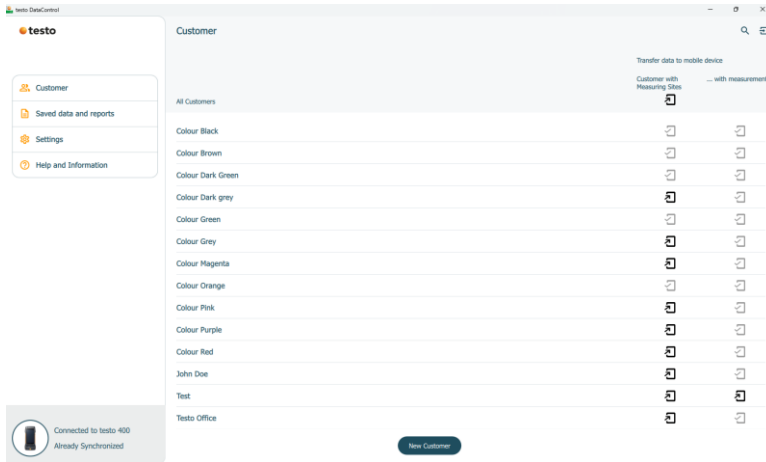 testo DataControl
testo
Customer
Transfer data to mobile device
Customer with
Measuring Sites
... with measurement
All Customers
Customer
Saved data and reports
Settings
Help and Information
Colour Black
Colour Brown
Colour Dark Green
Colour Dark grey
Colour Green
Colour Grey
Colour Magenta
Colour Orange
Colour Pink
Colour Purple
Colour Red
John Doe
Test
Testo Office
Connected to testo 400
Already Synchronized
New Customer